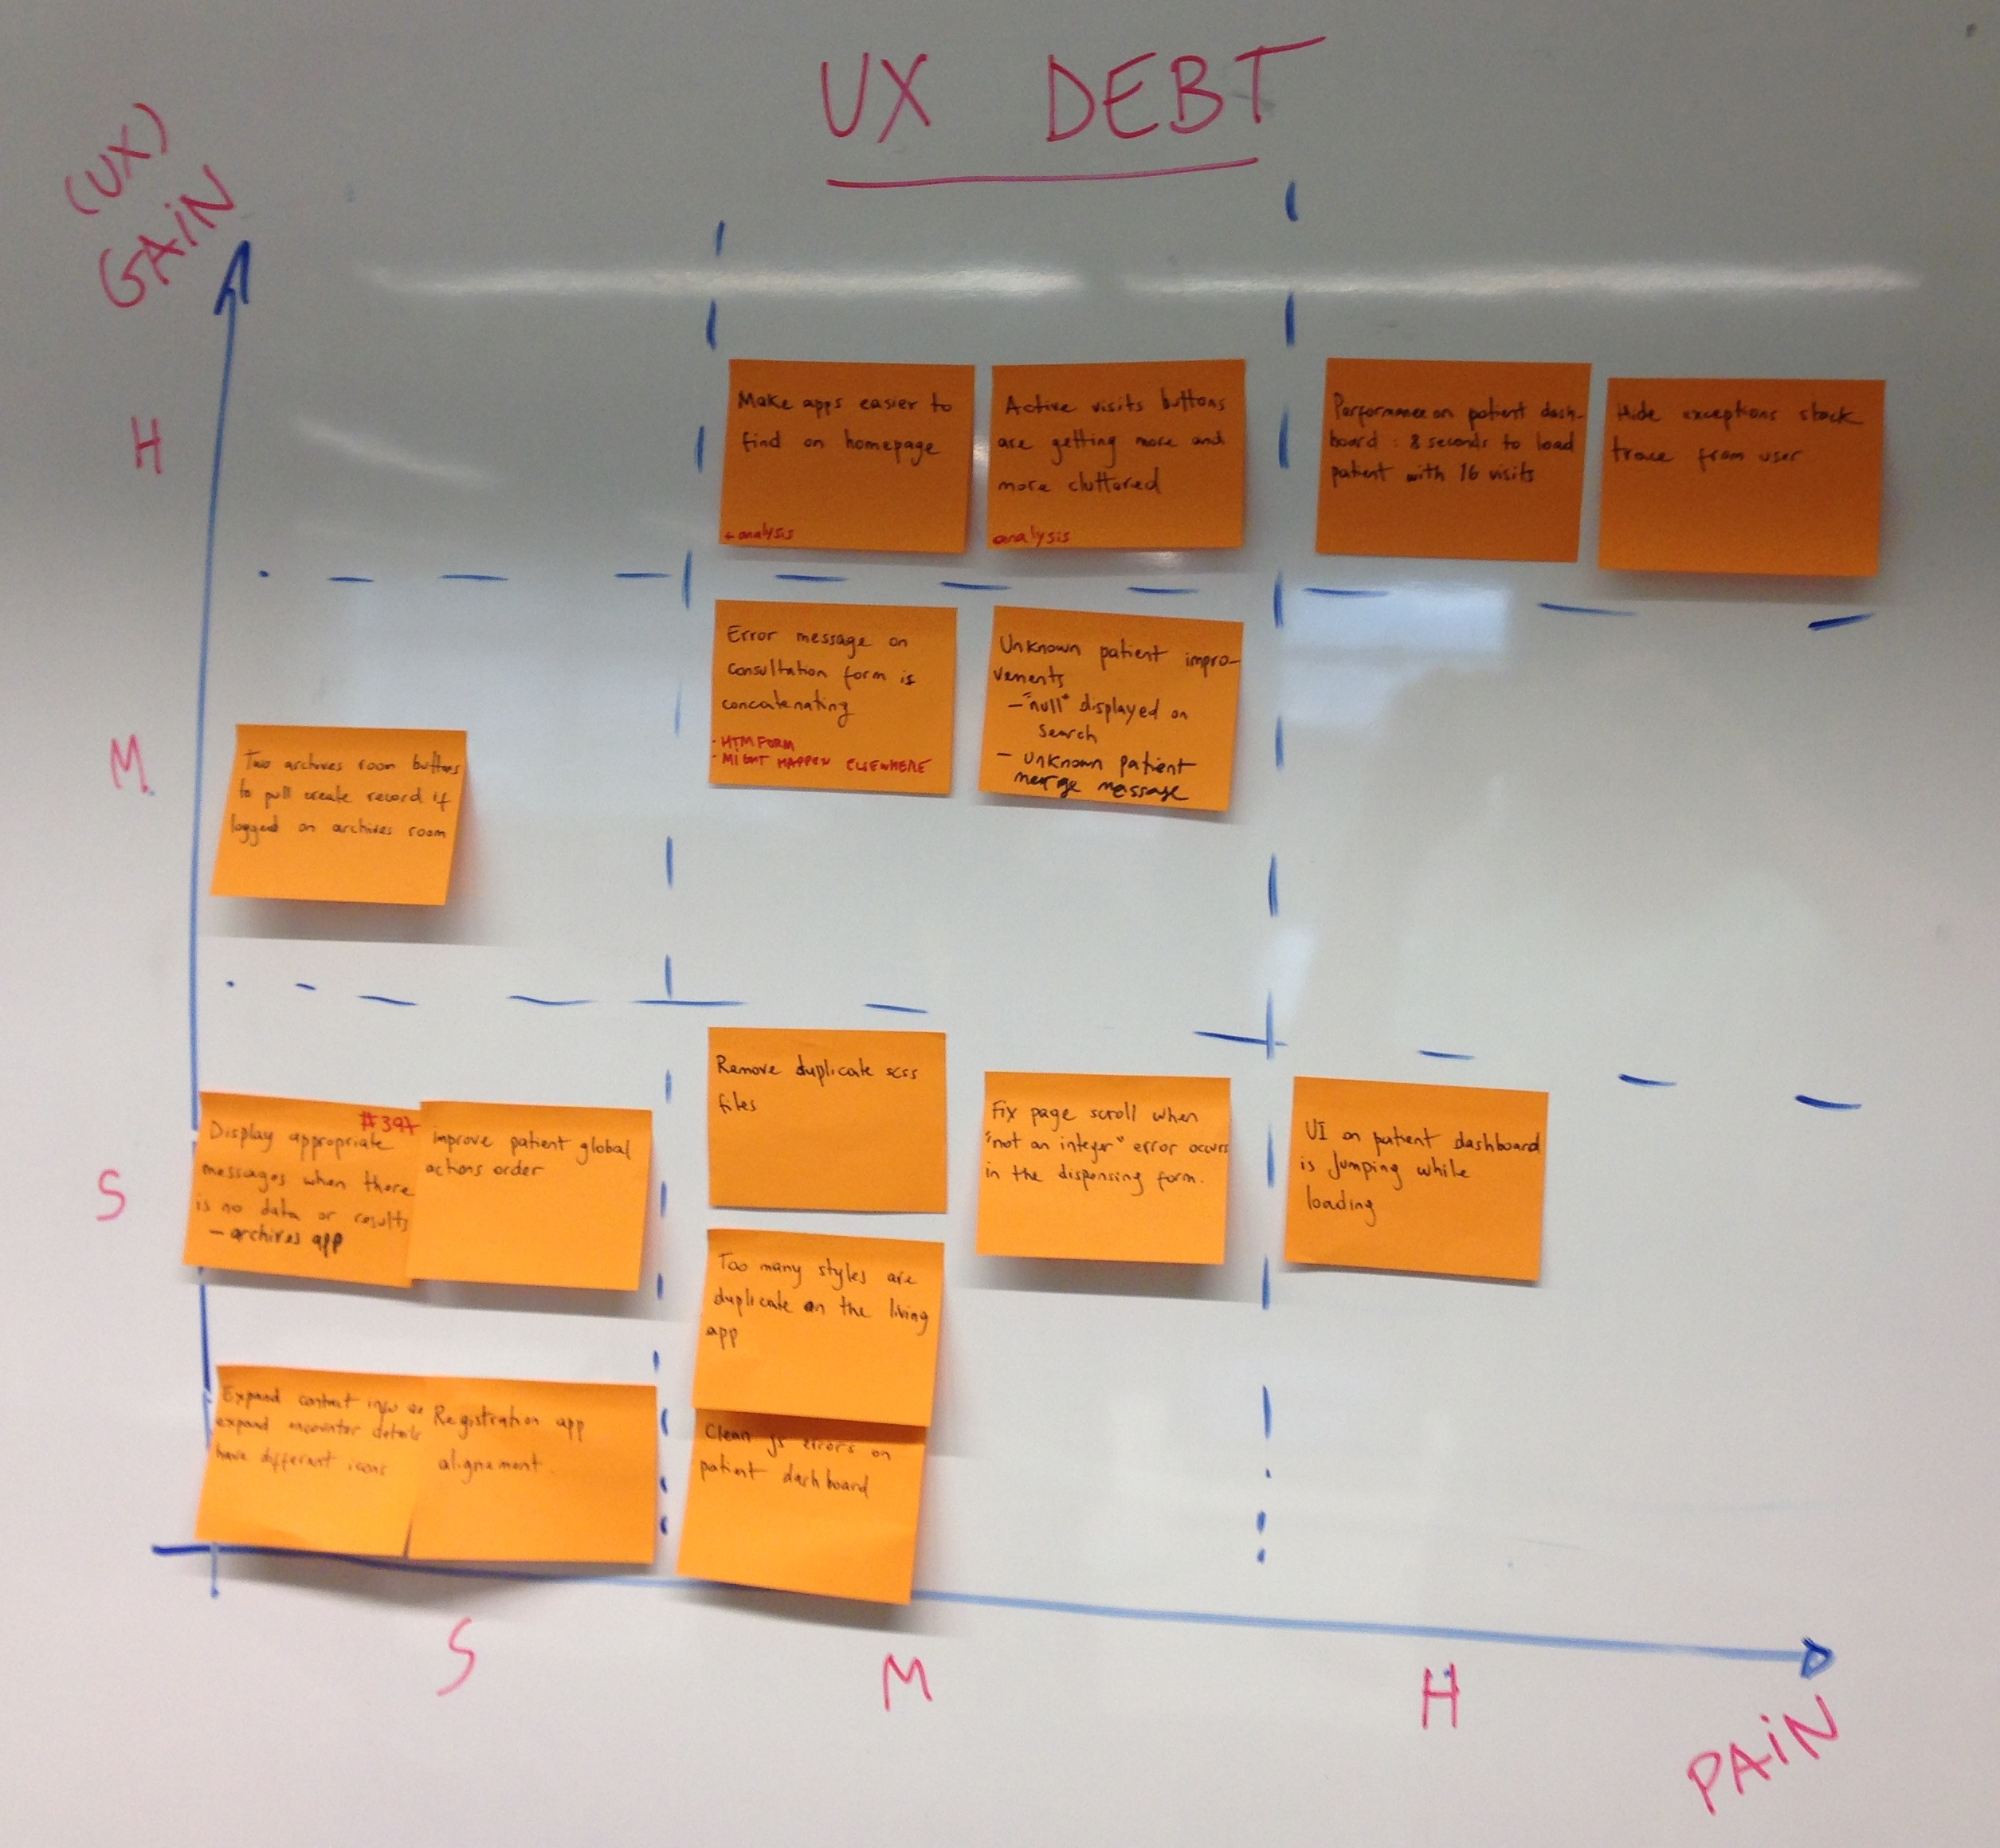 UX DEBT
(UX)
GAIN
H
Make apps easier to
find on homepage
+ analysis
Active visits buttons
are getting more and
more cluttered
analysis
Performance on patient dash-
board : 8 seconds to load
patient with 16 visits
Hide exceptions stack
trace from user
M
Two archives room buttons
to pull create record if
logged on archives room
Error message on
consultation form is
concatenating
· HTMFORM
· MIGHT HAPPEN ELSEWHERE
Unknown patient impro-
vements
- "null" displayed on
search
- unknown patient
merge message
S
#397
Display appropriate
messages when there
is no data or results
- archives app
improve patient global
actions order
Remove duplicate scss
files
Fix page scroll when
"not an integer" error occurs
in the dispensing form.
UI on patient dashboard
is Jumping while
loading
Too many styles are
duplicate on the living
app
Expand contact info
expand encounter details
have different icons
Registration app
alignement
Clean js errors on
patient dashboard
S
M
H
PAIN